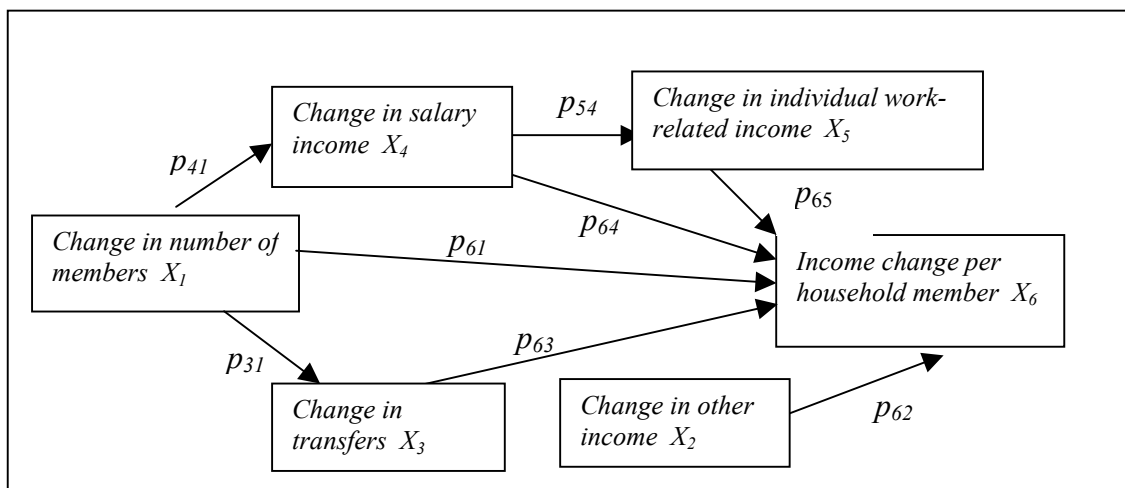 Change in salary
income X4
p54
Change in individual work-
related income X5
p41
p65
p64
Change in number of
members X1
p61
Income change per
household member X6
p31
p63
Change in
transfers X3
Change in other
income X2
p62